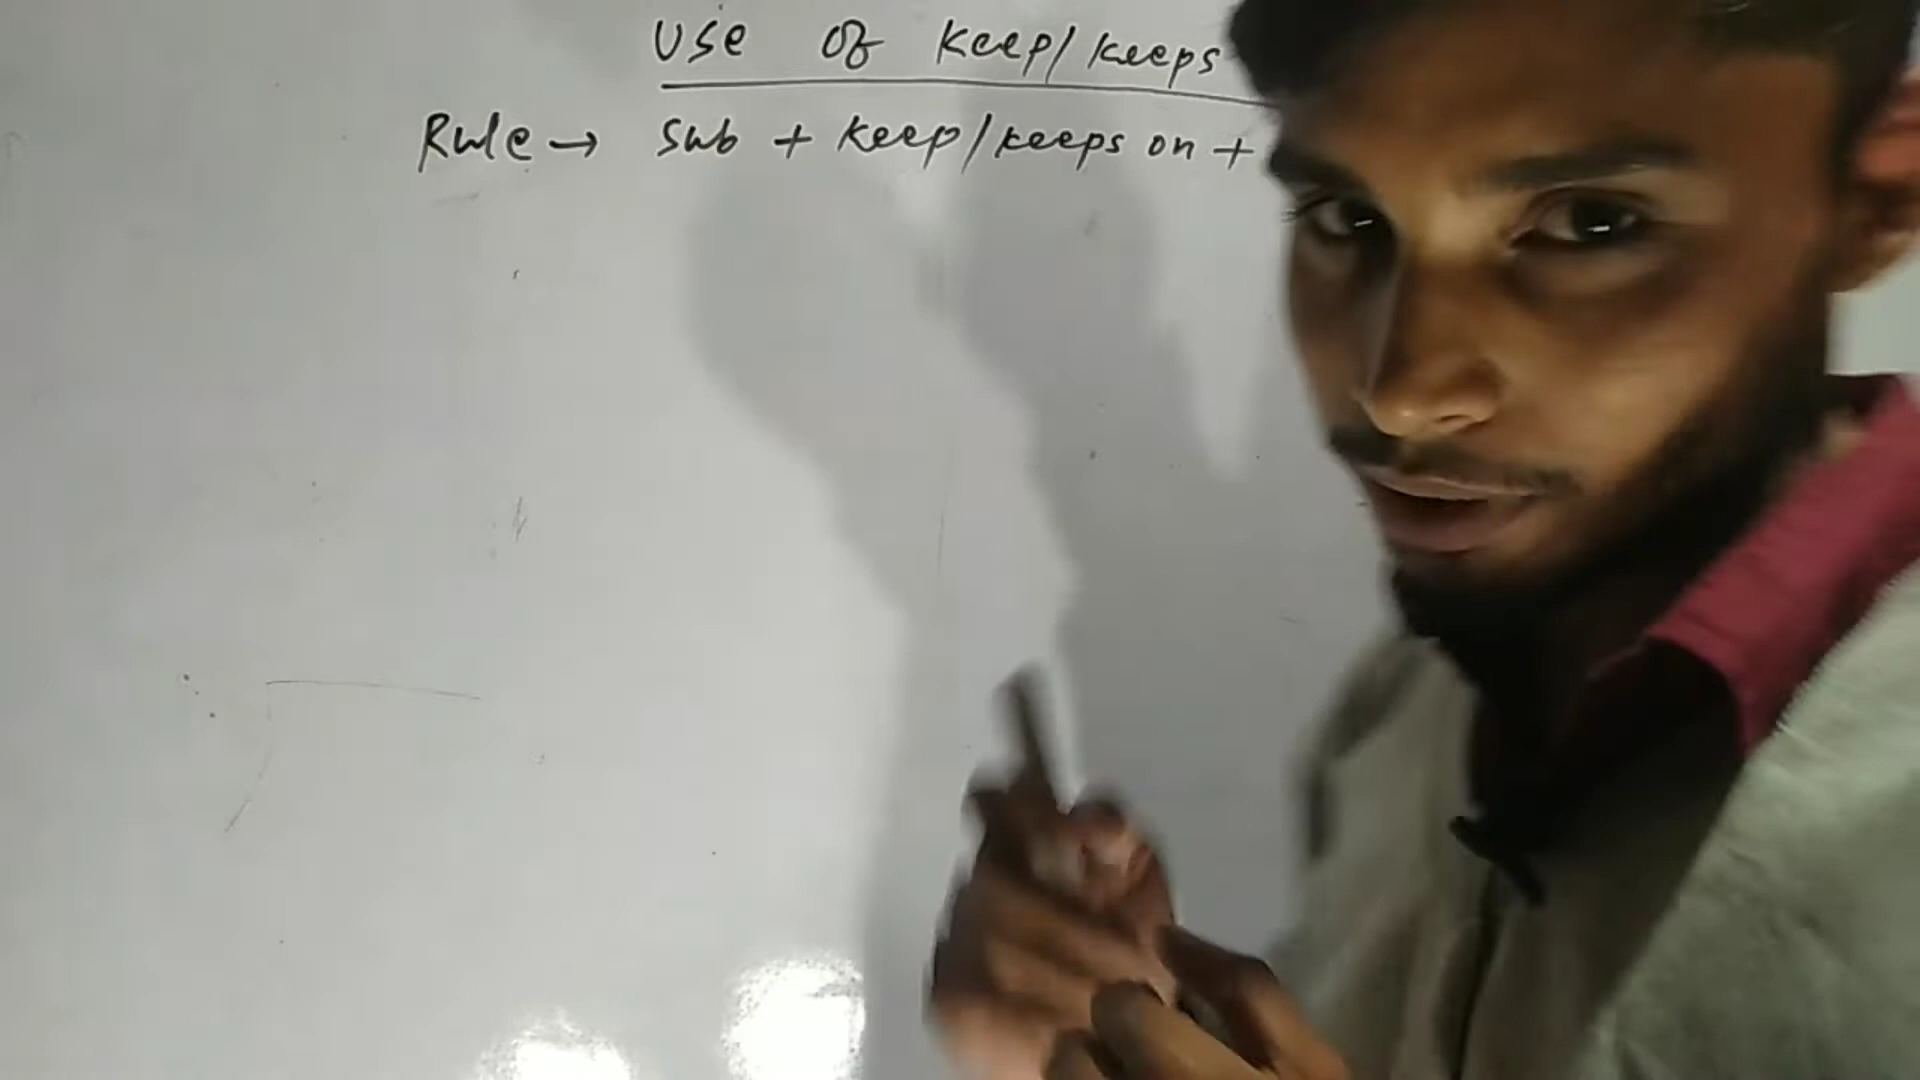 Use of Keep/keeps
Rule → Sub + Keep/keeps on +